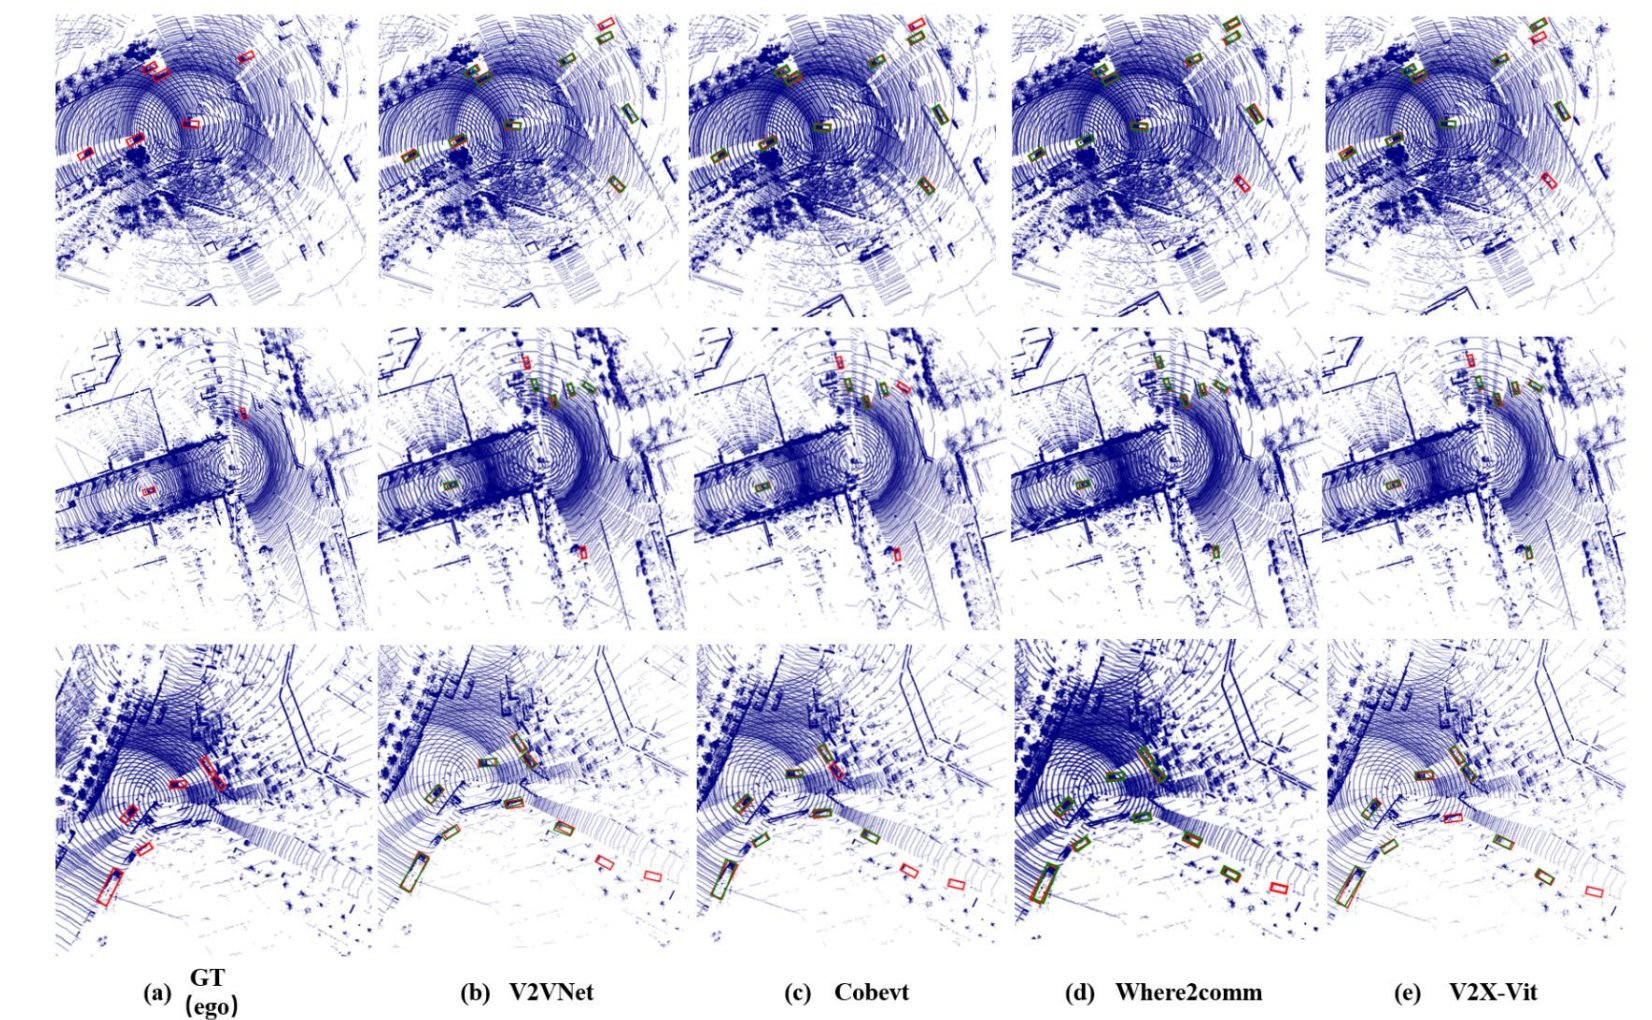 (a) GT
(ego)
(b) V2VNet
(c) Cobevt
(d) Where2comm
(e) V2X-Vit